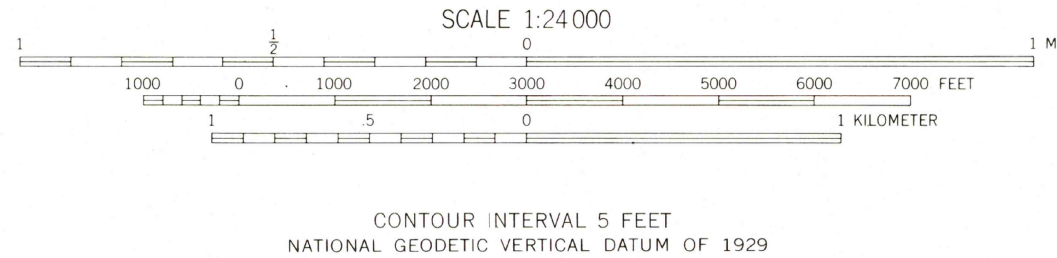 SCALE 1:24 000
1 1/2 0 1 M
1000 0 1000 2000 3000 4000 5000 6000 7000 FEET
1 .5 0 1 KILOMETER
CONTOUR INTERVAL 5 FEET
NATIONAL GEODETIC VERTICAL DATUM OF 1929